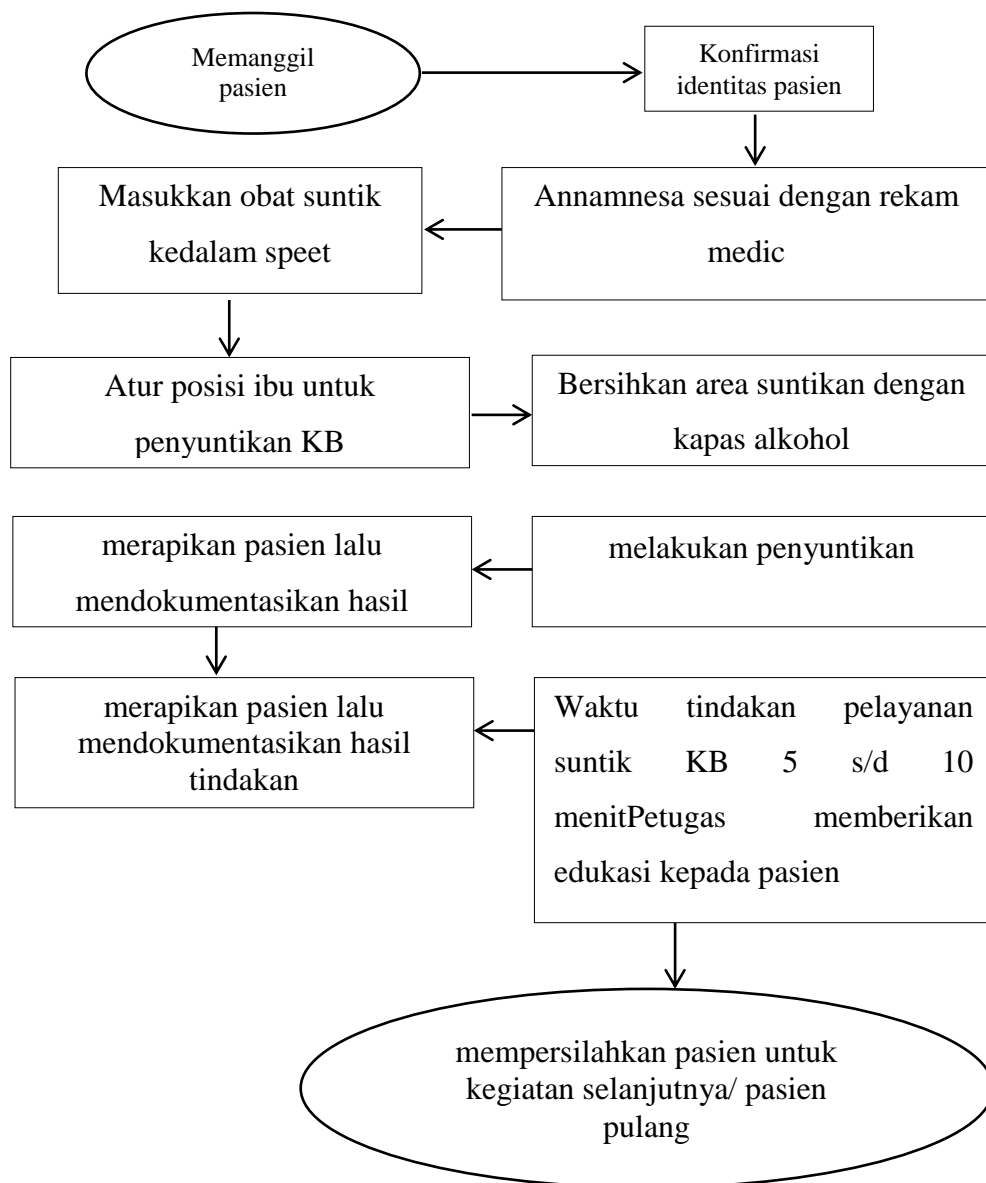 Memanggil
pasien
Konfirmasi
identitas pasien
Annamnesa sesuai dengan rekam
medic
Masukkan obat suntik
kedalam speet
Atur posisi ibu untuk
penyuntikan KB
Bersihkan area suntikan dengan
kapas alkohol
melakukan penyuntikan
merapikan pasien lalu
mendokumentasikan hasil
merapikan pasien lalu
mendokumentasikan hasil
tindakan
Waktu tindakan pelayanan
suntik KB 5 s/d 10
menitPetugas memberikan
edukasi kepada pasien
mempersilahkan pasien untuk
kegiatan selanjutnya/ pasien
pulang